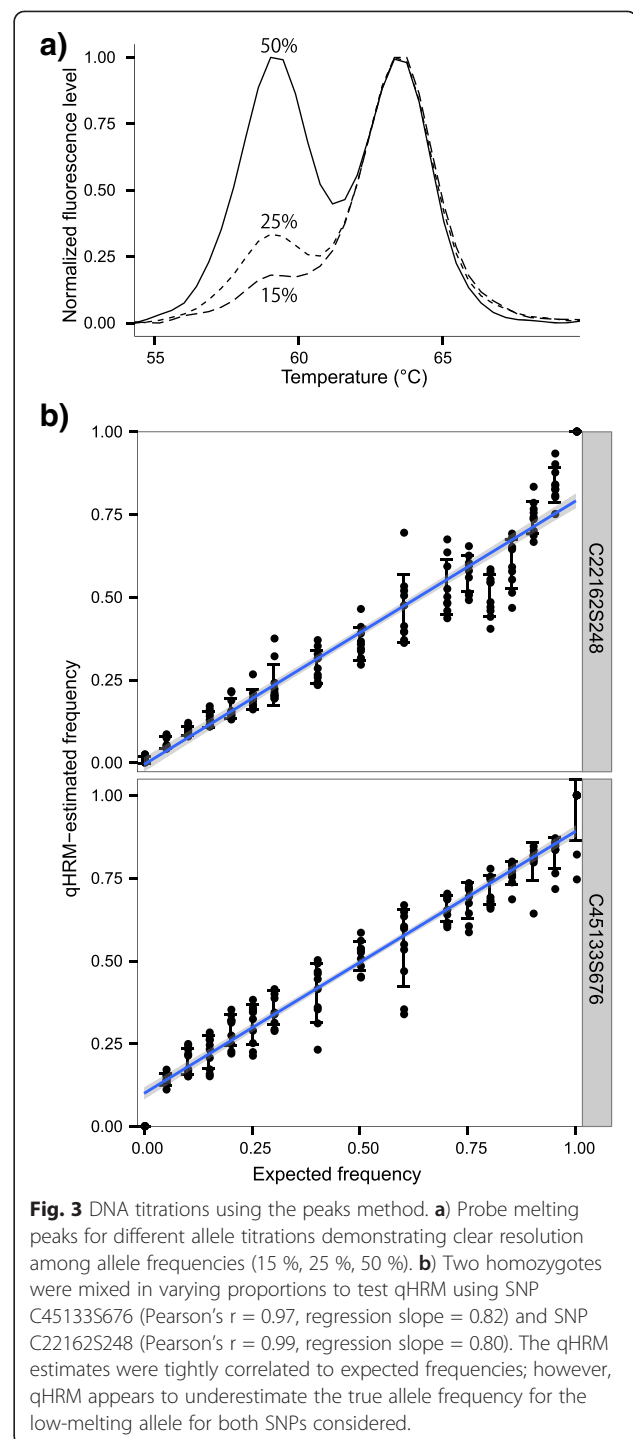 a)
50%
25%
15%
1.00
0.75
0.50
0.25
0.00
Normalized fluorescence level
55
60
65
Temperature (°C)
b)
1.00
0.75
0.50
0.25
0.00
C22162S248
1.00
0.75
0.50
0.25
0.00
C45133S676
qHRM−estimated frequency
0.00
0.25
0.50
0.75
1.00
Expected frequency
Fig. 3 DNA titrations using the peaks method. a) Probe melting
peaks for different allele titrations demonstrating clear resolution
among allele frequencies (15 %, 25 %, 50 %). b) Two homozygotes
were mixed in varying proportions to test qHRM using SNP
C45133S676 (Pearson's r = 0.97, regression slope = 0.82) and SNP
C22162S248 (Pearson's r = 0.99, regression slope = 0.80). The qHRM
estimates were tightly correlated to expected frequencies; however,
qHRM appears to underestimate the true allele frequency for the
low-melting allele for both SNPs considered.